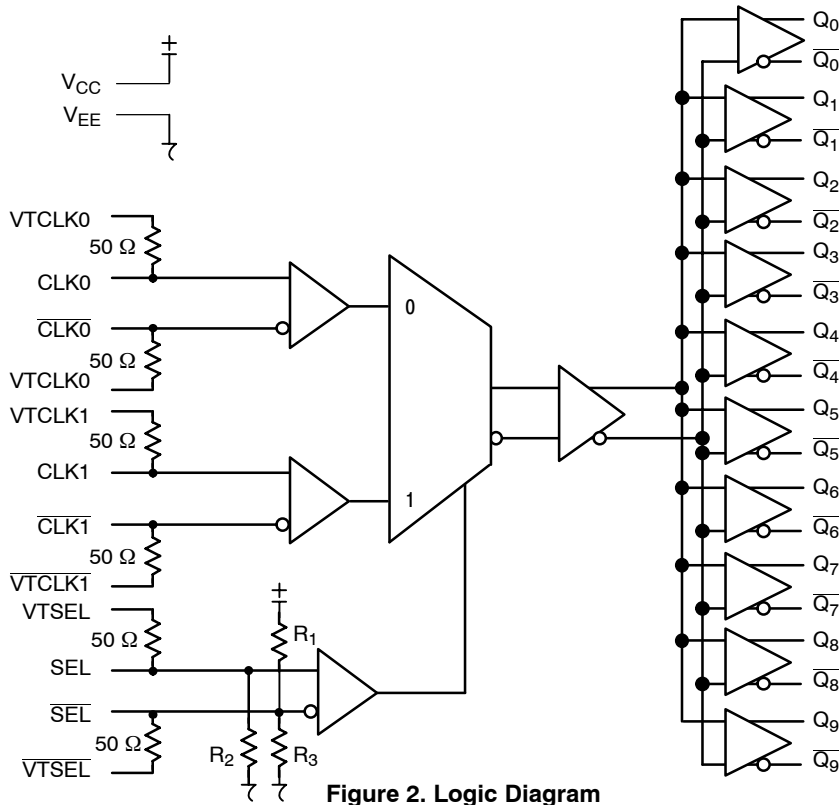 VCC
VEE
VTCLK0
50 Ω
CLK0
CLK0
50 Ω
VTCLK0
VTCLK1
50 Ω
CLK1
CLK1
50 Ω
VTCLK1
VTSEL
50 Ω
SEL
SEL
50 Ω
VTSEL
R1
R2
R3
0
1
Q0
Q0
Q1
Q1
Q2
Q2
Q3
Q3
Q4
Q4
Q5
Q5
Q6
Q6
Q7
Q7
Q8
Q8
Q9
Q9
Figure 2. Logic Diagram